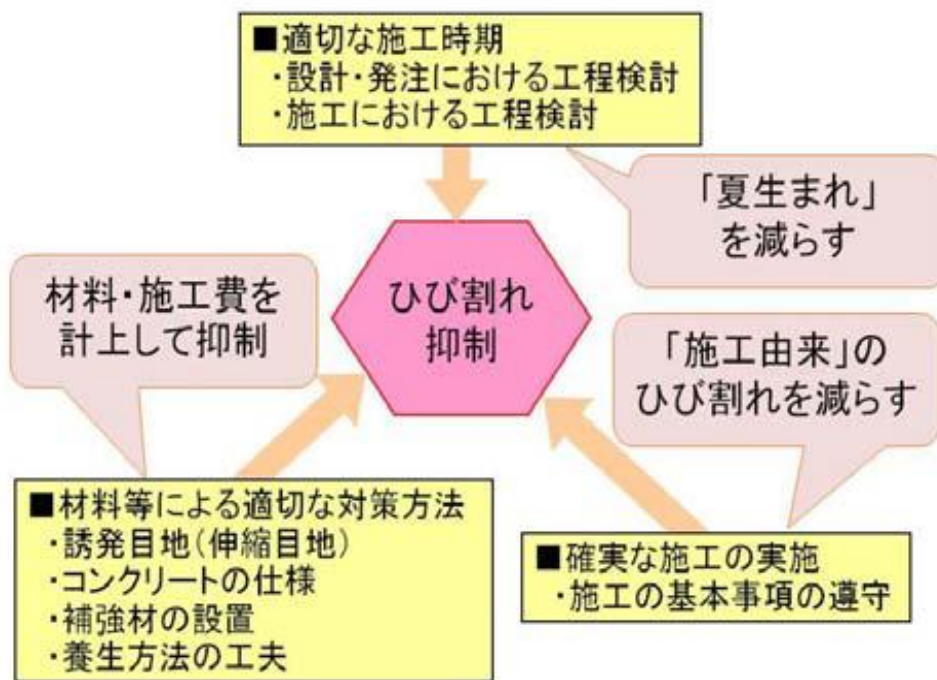 ■適切な施工時期
・設計・発注における工程検討
・施工における工程検討
「夏生まれ」
を減らす
材料・施工費を
計上して抑制
ひび割れ
抑制
「施工由来」の
ひび割れを減らす
■材料等による適切な対策方法
・誘発目地(伸縮目地)
・コンクリートの仕様
・補強材の設置
・養生方法の工夫
■確実な施工の実施
・施工の基本事項の遵守